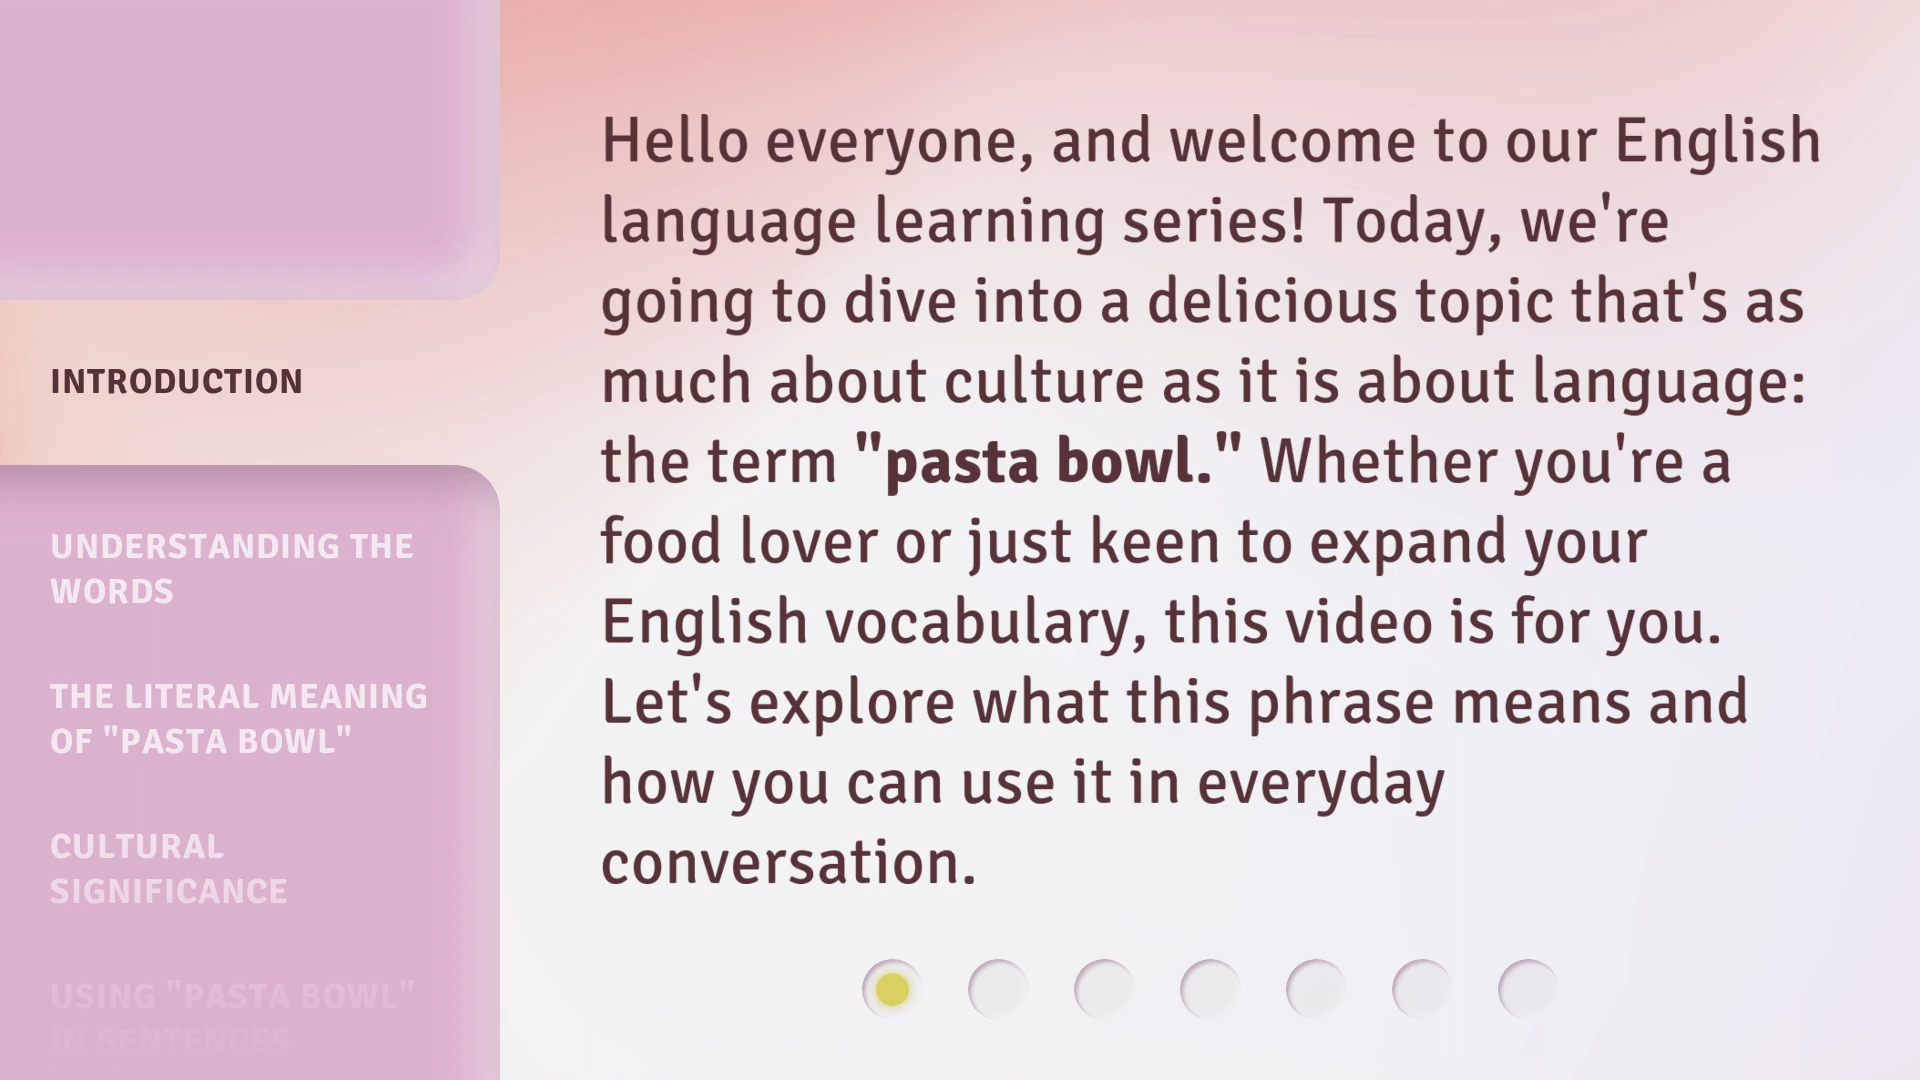 INTRODUCTION
UNDERSTANDING THE
WORDS
THE LITERAL MEANING
OF "PASTA BOWL"
CULTURAL
SIGNIFICANCE
USING "PASTA BOWL"
IN SENTENCES
Hello everyone, and welcome to our English
language learning series! Today, we're
going to dive into a delicious topic that's as
much about culture as it is about language:
the term "pasta bowl." Whether you're a
food lover or just keen to expand your
English vocabulary, this video is for you.
Let's explore what this phrase means and
how you can use it in everyday
conversation.